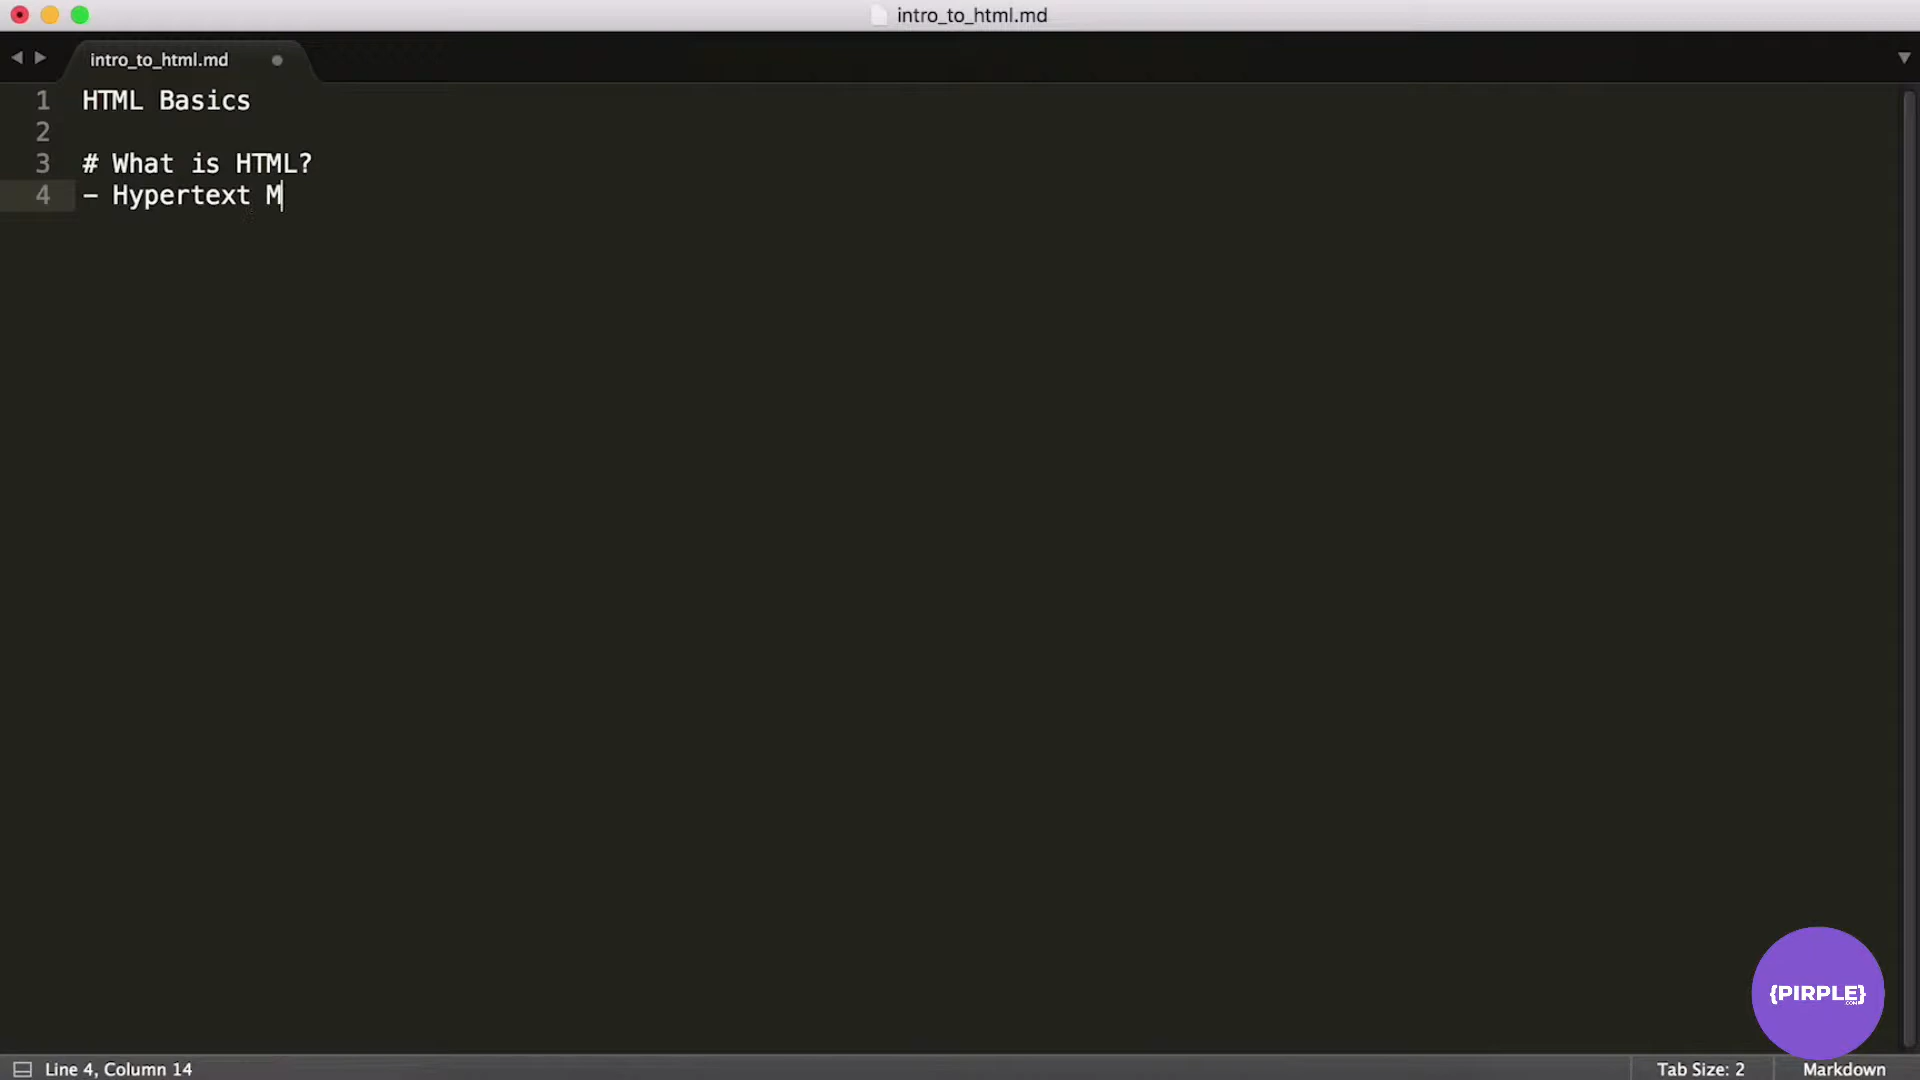 intro_to_html.md
intro_to_html.md
1 HTML Basics
2
3 # What is HTML?
4 - Hypertext M
{PIRPLE}
.COM
Line 4, Column 14
Tab Size: 2
Markdown